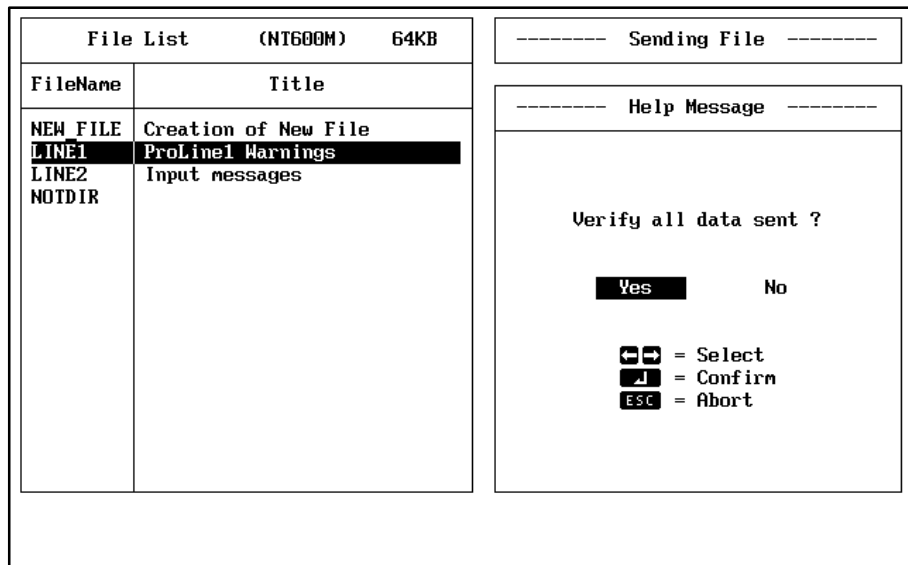 File List (NT600M) 64KB
FileName Title
NEW_FILE Creation of New File
LINE1 ProLine1 Warnings
LINE2 Input messages
NOTDIR
-------- Sending File --------
-------- Help Message --------
Verify all data sent ?
Yes No
←→ = Select
↵ = Confirm
ESC = Abort